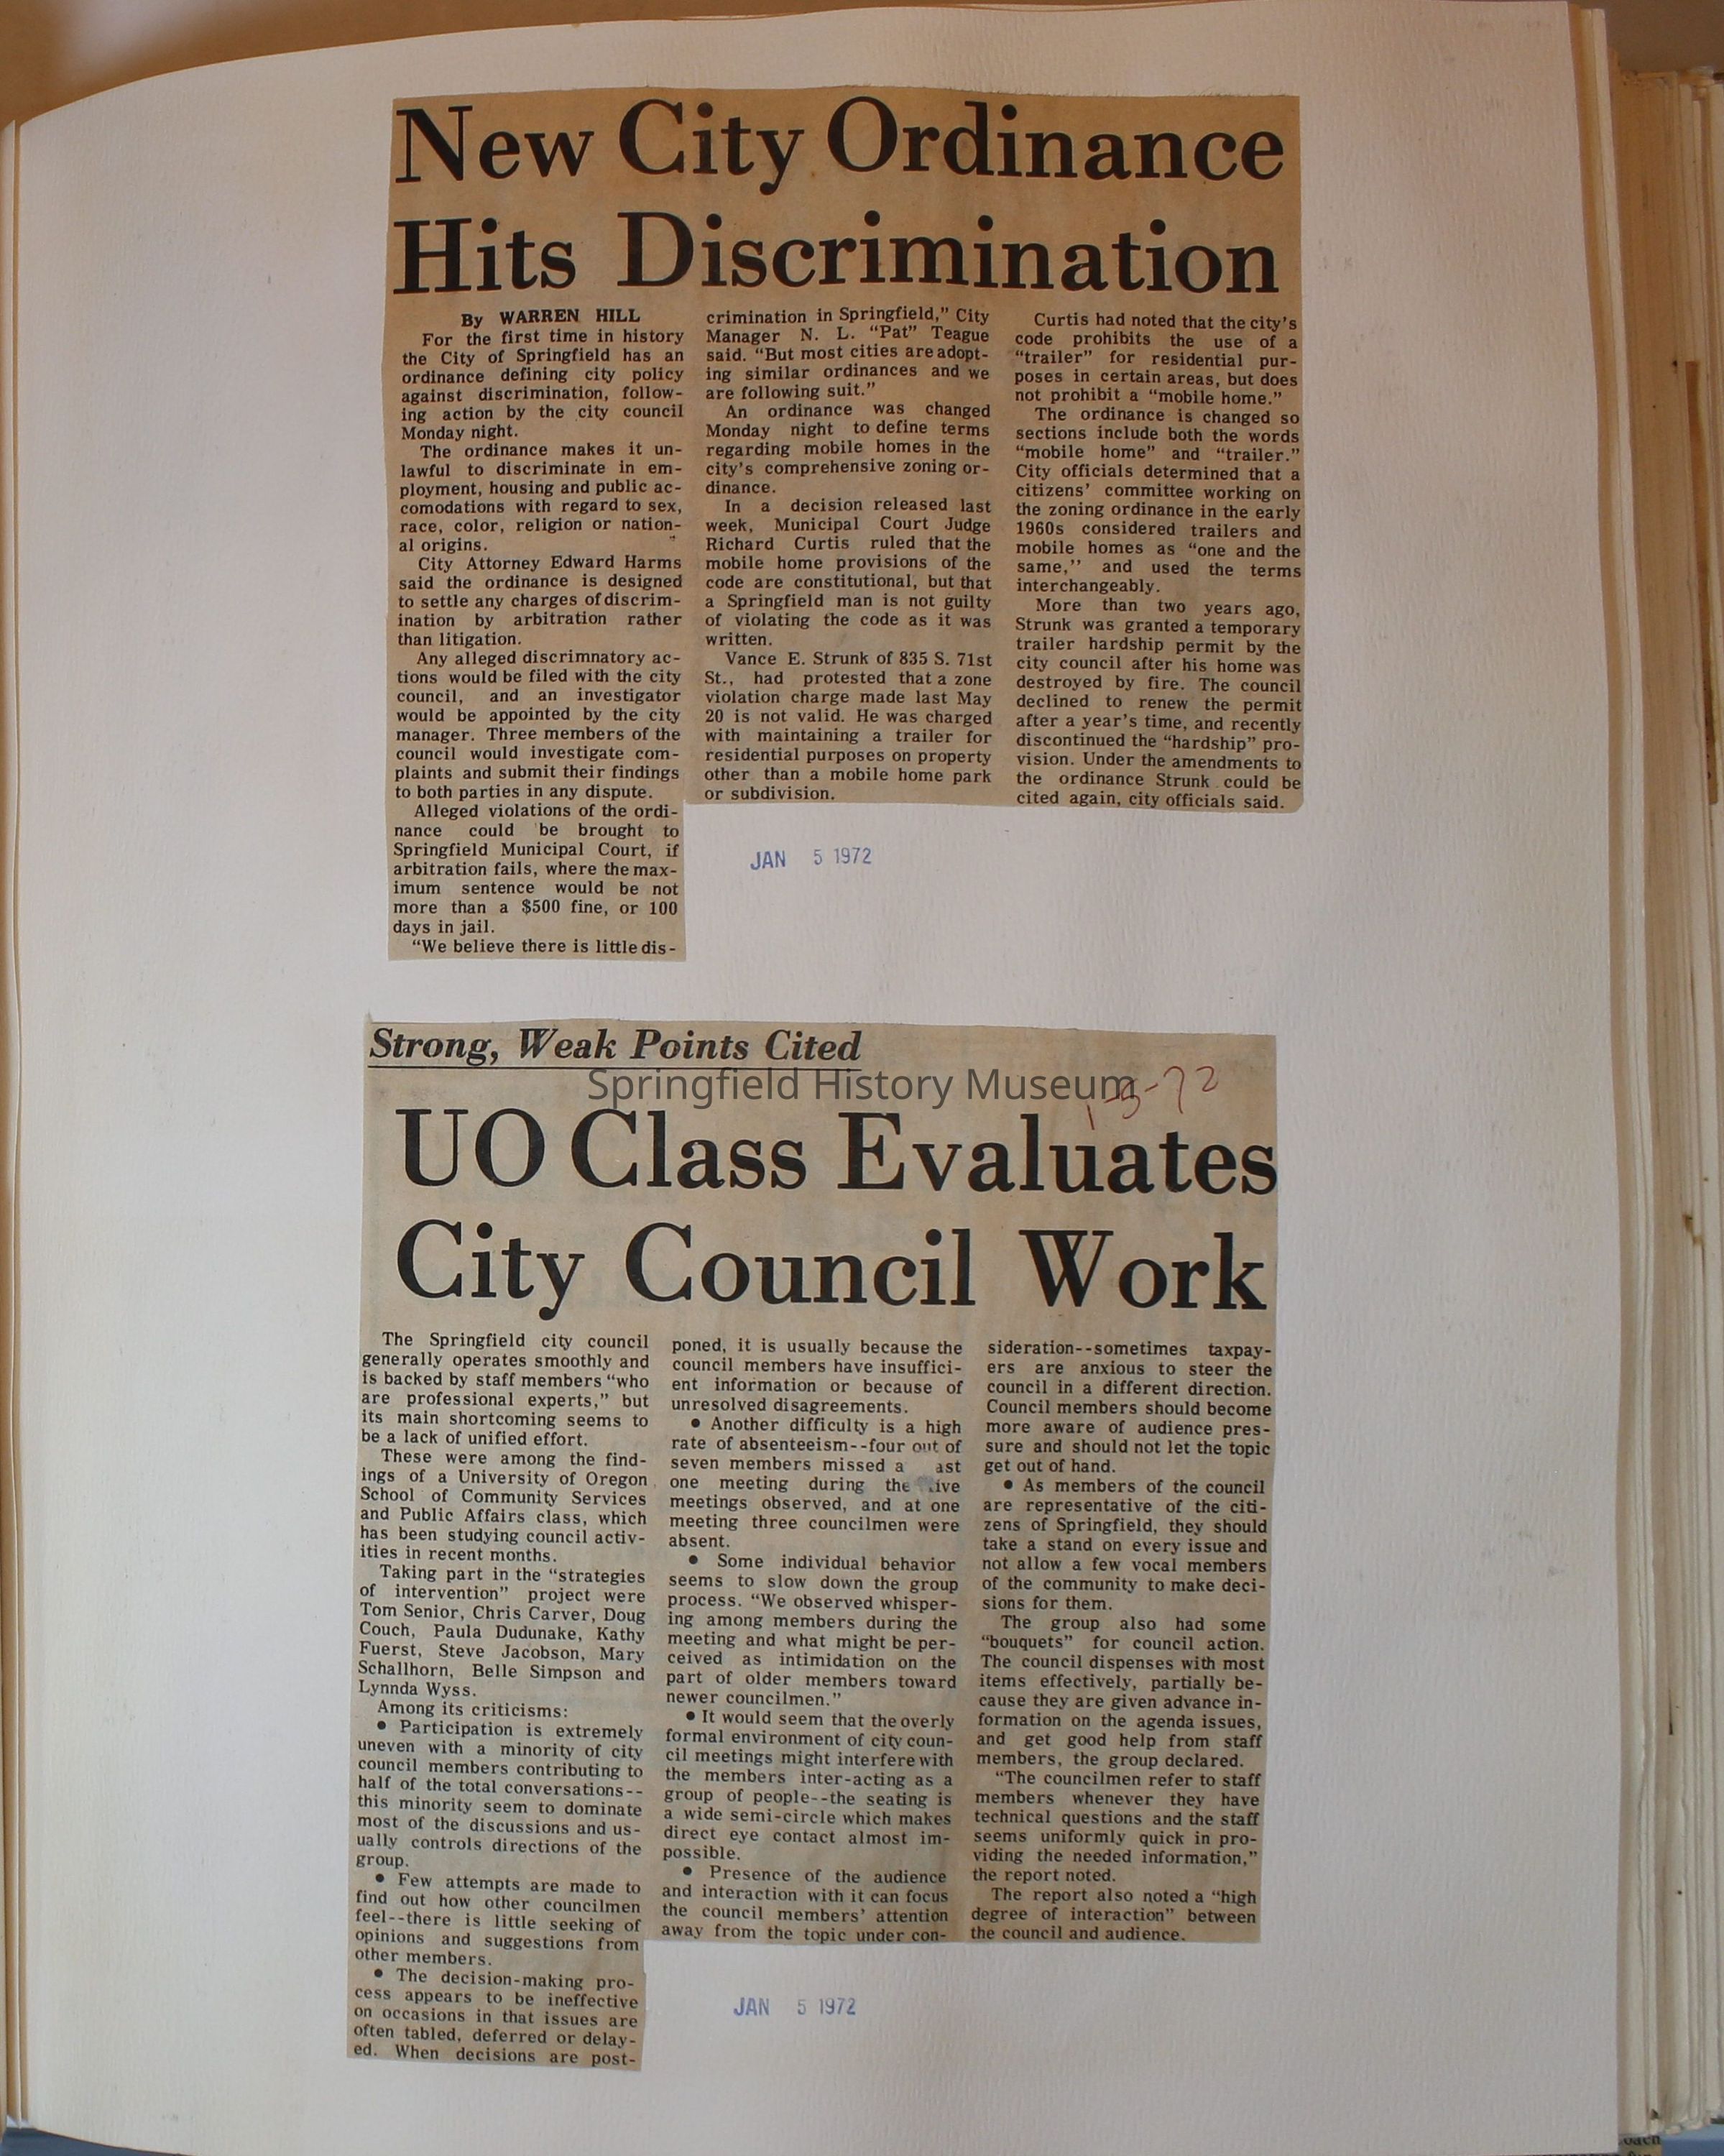 New City Ordinance
Hits Discrimination
By WARREN HILL
For the first time in history
the City of Springfield has an
ordinance defining city policy
against discrimination, follow-
ing action by the city council
Monday night.
The ordinance makes it un-
lawful to discriminate in em-
ployment, housing and public ac-
comodations with regard to sex,
race, color, religion or nation-
al origins.
City Attorney Edward Harms
said the ordinance is designed
to settle any charges of discrim-
ination by arbitration rather
than litigation.
Any alleged discrimnatory ac-
tions would be filed with the city
council, and an investigator
would be appointed by the city
manager. Three members of the
council would investigate com-
plaints and submit their findings
to both parties in any dispute.
Alleged violations of the ordi-
nance could be brought to
Springfield Municipal Court, if
arbitration fails, where the max-
imum sentence would be not
more than a $500 fine, or 100
days in jail.
"We believe there is little dis-
crimination in Springfield," City
Manager N. L. "Pat" Teague
said. "But most cities are adopt-
ing similar ordinances and we
are following suit."
An ordinance was changed
Monday night to define terms
regarding mobile homes in the
city's comprehensive zoning or-
dinance.
In a decision released last
week, Municipal Court Judge
Richard Curtis ruled that the
mobile home provisions of the
code are constitutional, but that
a Springfield man is not guilty
of violating the code as it was
written.
Vance E. Strunk of 835 S. 71st
St., had protested that a zone
violation charge made last May
20 is not valid. He was charged
with maintaining a trailer for
residential purposes on property
other than a mobile home park
or subdivision.
Curtis had noted that the city's
code prohibits the use of a
"trailer" for residential pur-
poses in certain areas, but does
not prohibit a "mobile home."
The ordinance is changed so
sections include both the words
"mobile home" and "trailer."
City officials determined that a
citizens' committee working on
the zoning ordinance in the early
1960s considered trailers and
mobile homes as "one and the
same,'' and used the terms
interchangeably.
More than two years ago,
Strunk was granted a temporary
trailer hardship permit by the
city council after his home was
destroyed by fire. The council
declined to renew the permit
after a year's time, and recently
discontinued the "hardship" pro-
vision. Under the amendments to
the ordinance Strunk could be
cited again, city officials said.
JAN 5 1972
Strong, Weak Points Cited
Springfield History Museum
1-5-72
UO Class Evaluates
City Council Work
The Springfield city council
generally operates smoothly and
is backed by staff members "who
are professional experts," but
its main shortcoming seems to
be a lack of unified effort.
These were among the find-
ings of a University of Oregon
School of Community Services
and Public Affairs class, which
has been studying council activ-
ities in recent months.
Taking part in the "strategies
of intervention" project were
Tom Senior, Chris Carver, Doug
Couch, Paula Dudunake, Kathy
Fuerst, Steve Jacobson, Mary
Schallhorn, Belle Simpson and
Lynnda Wyss.
Among its criticisms:
• Participation is extremely
uneven with a minority of city
council members contributing to
half of the total conversations--
this minority seem to dominate
most of the discussions and us-
ually controls directions of the
group.
• Few attempts are made to
find out how other councilmen
feel--there is little seeking of
opinions and suggestions from
other members.
• The decision-making pro-
cess appears to be ineffective
on occasions in that issues are
often tabled, deferred or delay-
ed. When decisions are post-
poned, it is usually because the
council members have insuffici-
ent information or because of
unresolved disagreements.
• Another difficulty is a high
rate of absenteeism--four out of
seven members missed a ast
one meeting during the ive
meetings observed, and at one
meeting three councilmen were
absent.
• Some individual behavior
seems to slow down the group
process. "We observed whisper-
ing among members during the
meeting and what might be per-
ceived as intimidation on the
part of older members toward
newer councilmen."
• It would seem that the overly
formal environment of city coun-
cil meetings might interfere with
the members inter-acting as a
group of people--the seating is
a wide semi-circle which makes
direct eye contact almost im-
possible.
• Presence of the audience
and interaction with it can focus
the council members' attention
away from the topic under con-
sideration--sometimes taxpay-
ers are anxious to steer the
council in a different direction.
Council members should become
more aware of audience pres-
sure and should not let the topic
get out of hand.
• As members of the council
are representative of the citi-
zens of Springfield, they should
take a stand on every issue and
not allow a few vocal members
of the community to make deci-
sions for them.
The group also had some
"bouquets" for council action.
The council dispenses with most
items effectively, partially be-
cause they are given advance in-
formation on the agenda issues,
and get good help from staff
members, the group declared.
"The councilmen refer to staff
members whenever they have
technical questions and the staff
seems uniformly quick in pro-
viding the needed information,"
the report noted.
The report also noted a "high
degree of interaction" between
the council and audience.
JAN 5 1972